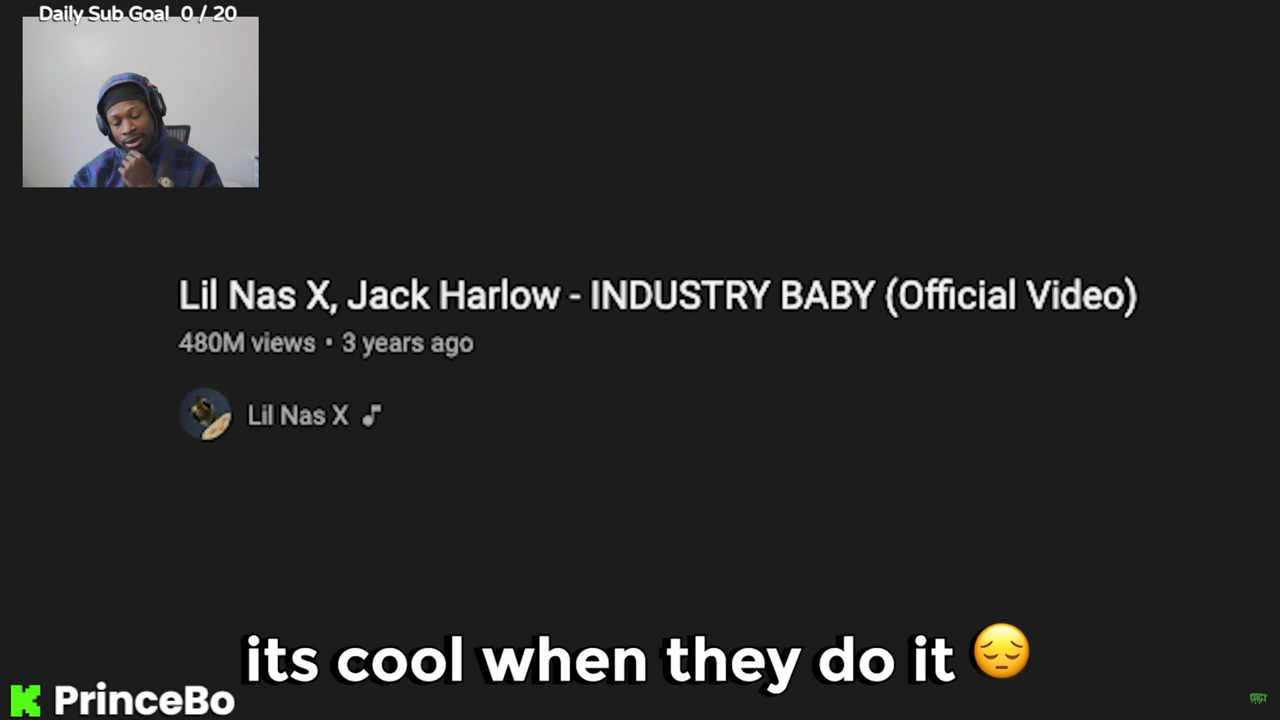 Daily Sub Goal 0 / 20
Lil Nas X, Jack Harlow - INDUSTRY BABY (Official Video)
480M views • 3 years ago
Lil Nas X
its cool when they do it 😔
PrinceBo